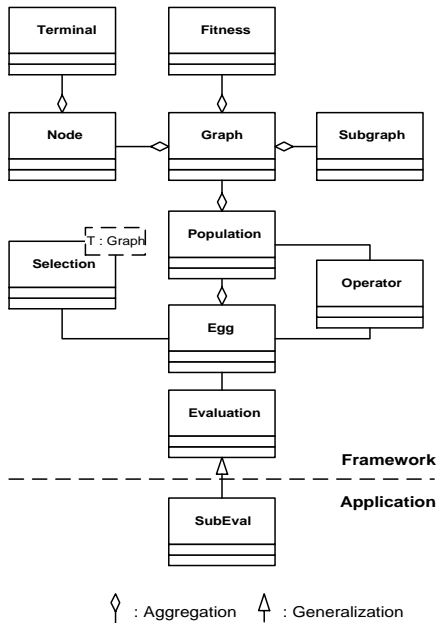 Terminal
Fitness
Node
Graph
Subgraph
T : Graph
Selection
Population
Operator
Egg
Evaluation
Framework
Application
SubEval
: Aggregation
: Generalization